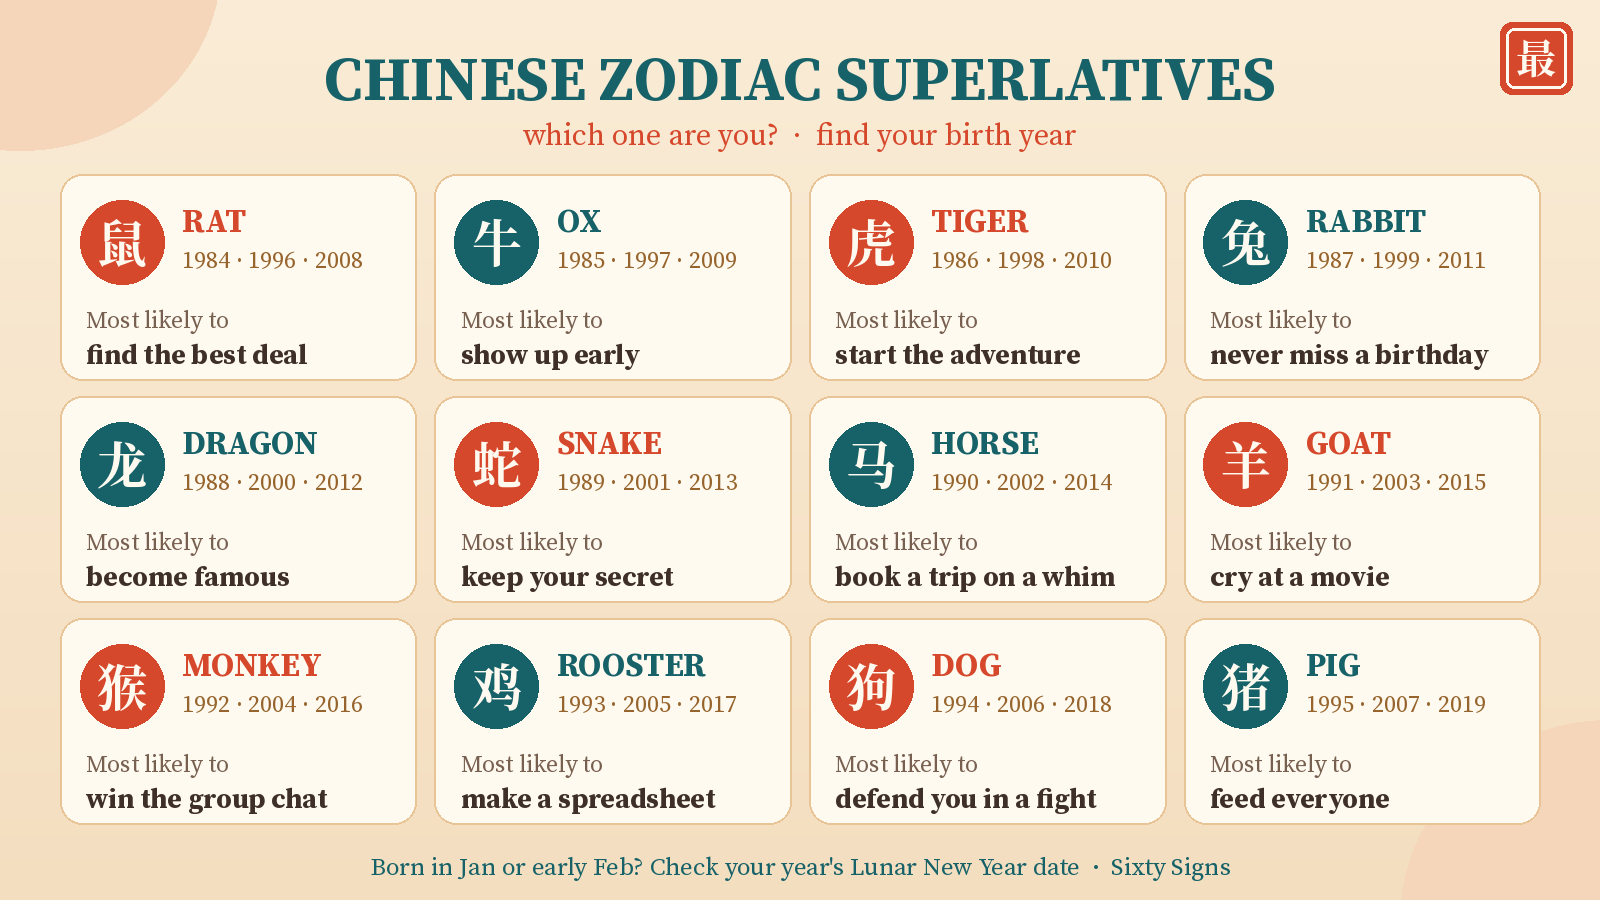 最
CHINESE ZODIAC SUPERLATIVES
which one are you? · find your birth year
鼠
RAT
1984 · 1996 · 2008
Most likely to
find the best deal
牛
OX
1985 · 1997 · 2009
Most likely to
show up early
虎
TIGER
1986 · 1998 · 2010
Most likely to
start the adventure
兔
RABBIT
1987 · 1999 · 2011
Most likely to
never miss a birthday
龙
DRAGON
1988 · 2000 · 2012
Most likely to
become famous
蛇
SNAKE
1989 · 2001 · 2013
Most likely to
keep your secret
马
HORSE
1990 · 2002 · 2014
Most likely to
book a trip on a whim
羊
GOAT
1991 · 2003 · 2015
Most likely to
cry at a movie
猴
MONKEY
1992 · 2004 · 2016
Most likely to
win the group chat
鸡
ROOSTER
1993 · 2005 · 2017
Most likely to
make a spreadsheet
狗
DOG
1994 · 2006 · 2018
Most likely to
defend you in a fight
猪
PIG
1995 · 2007 · 2019
Most likely to
feed everyone
Born in Jan or early Feb? Check your year's Lunar New Year date · Sixty Signs